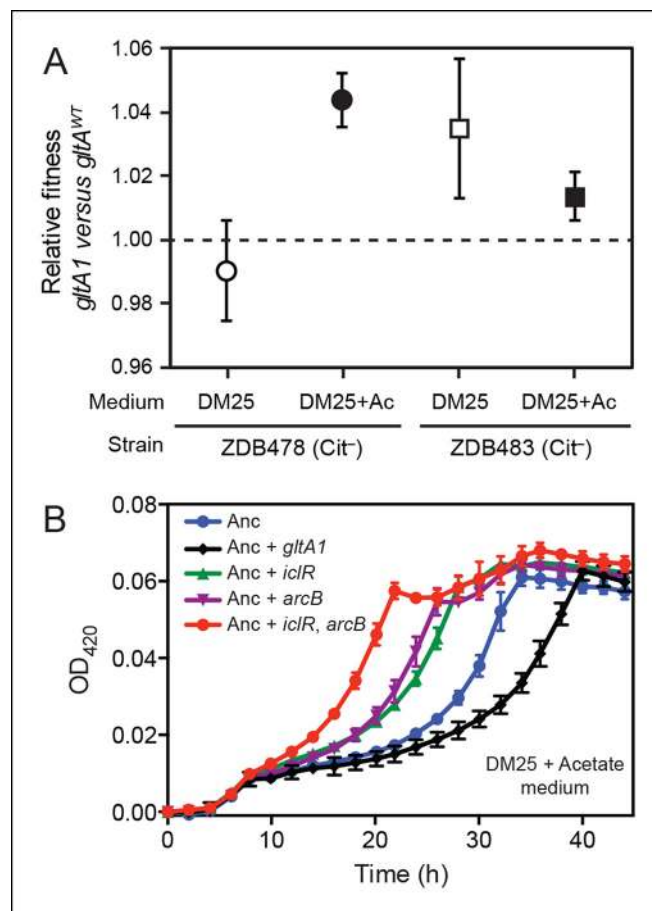 A
Relative fitness
gltA1 versus gltAWT
1.06
1.04
1.02
1.00
0.98
0.96
Medium DM25 DM25+Ac DM25 DM25+Ac
Strain ZDB478 (Cit⁻) ZDB483 (Cit⁻)
B
OD420
0.08
0.06
0.04
0.02
0.00
Anc
Anc + gltA1
Anc + iclR
Anc + arcB
Anc + iclR, arcB
DM25 + Acetate
medium
0 10 20 30 40
Time (h)